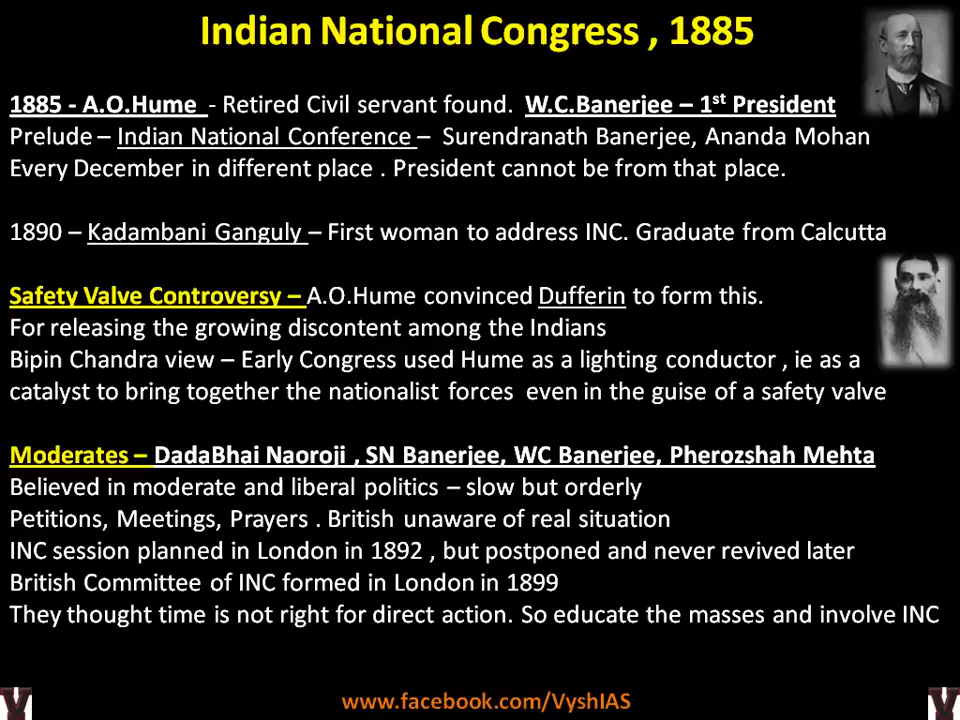 Indian National Congress , 1885
1885 - A.O.Hume - Retired Civil servant found. W.C.Banerjee – 1st President
Prelude – Indian National Conference – Surendranath Banerjee, Ananda Mohan
Every December in different place . President cannot be from that place.
1890 – Kadambani Ganguly – First woman to address INC. Graduate from Calcutta
Safety Valve Controversy – A.O.Hume convinced Dufferin to form this.
For releasing the growing discontent among the Indians
Bipin Chandra view – Early Congress used Hume as a lighting conductor , ie as a
catalyst to bring together the nationalist forces even in the guise of a safety valve
Moderates – DadaBhai Naoroji , SN Banerjee, WC Banerjee, Pherozshah Mehta
Believed in moderate and liberal politics – slow but orderly
Petitions, Meetings, Prayers . British unaware of real situation
INC session planned in London in 1892 , but postponed and never revived later
British Committee of INC formed in London in 1899
They thought time is not right for direct action. So educate the masses and involve INC
V www.facebook.com/VyshIAS V